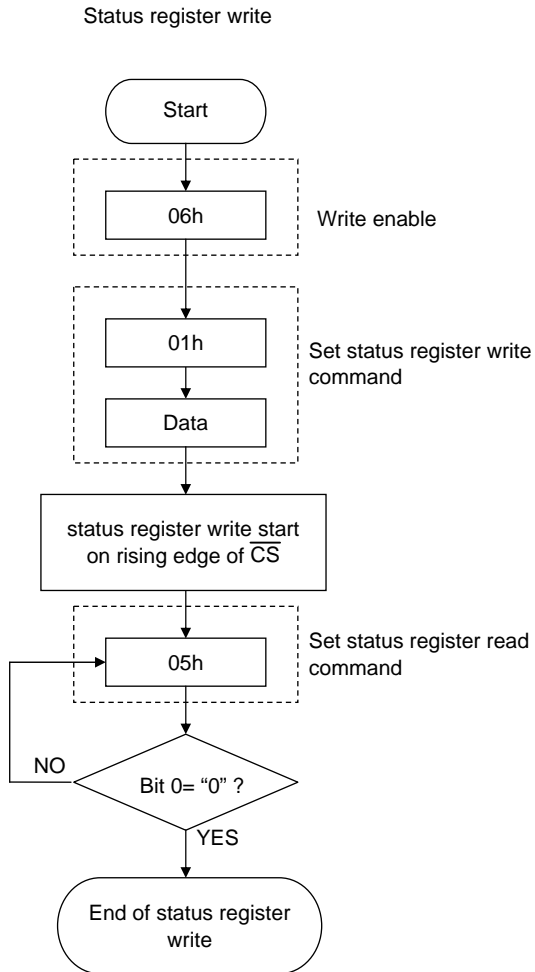 Status register write
Start
06h
Write enable
01h
Set status register write
command
Data
status register write start
on rising edge of C̅S̅
05h
Set status register read
command
NO
Bit 0= “0” ?
YES
End of status register
write